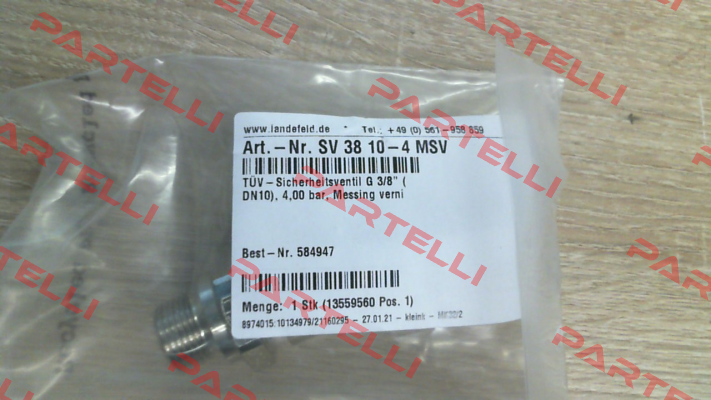 www.landefeld.de * Tel.: +49 (0) 561-958 859
Art.-Nr. SV 38 10-4 MSV
TÜV-Sicherheitsventil G 3/8" (
DN10), 4,00 bar, Messing verni
Best-Nr. 584947
Menge: 1 Stk (13559560 Pos. 1)
8974015:10134979/21160295 - 27.01.21 - kleink -
PARTELLI
PARTELLI
PARTELLI
PARTELLI
PARTELLI
PARTELLI
PARTELLI